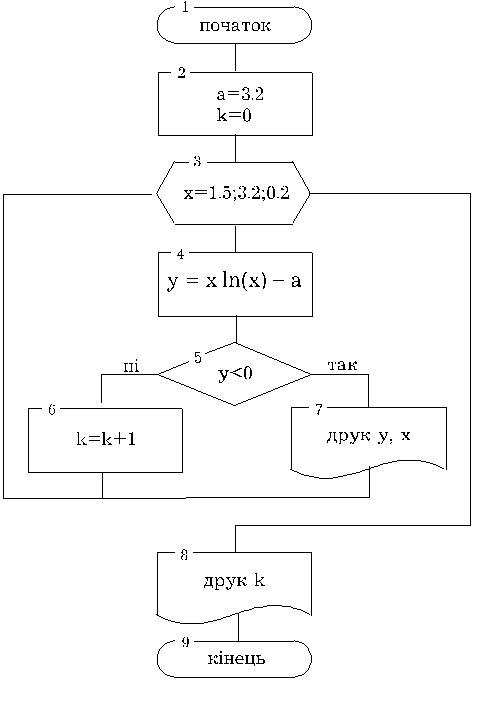 1
початок
2
a=3.2
k=0
3
x=1.5;3.2;0.2
4
y = x ln(x) – a
5
y<0
ні
так
6
k=k+1
7
друк y, x
8
друк k
9
кінець